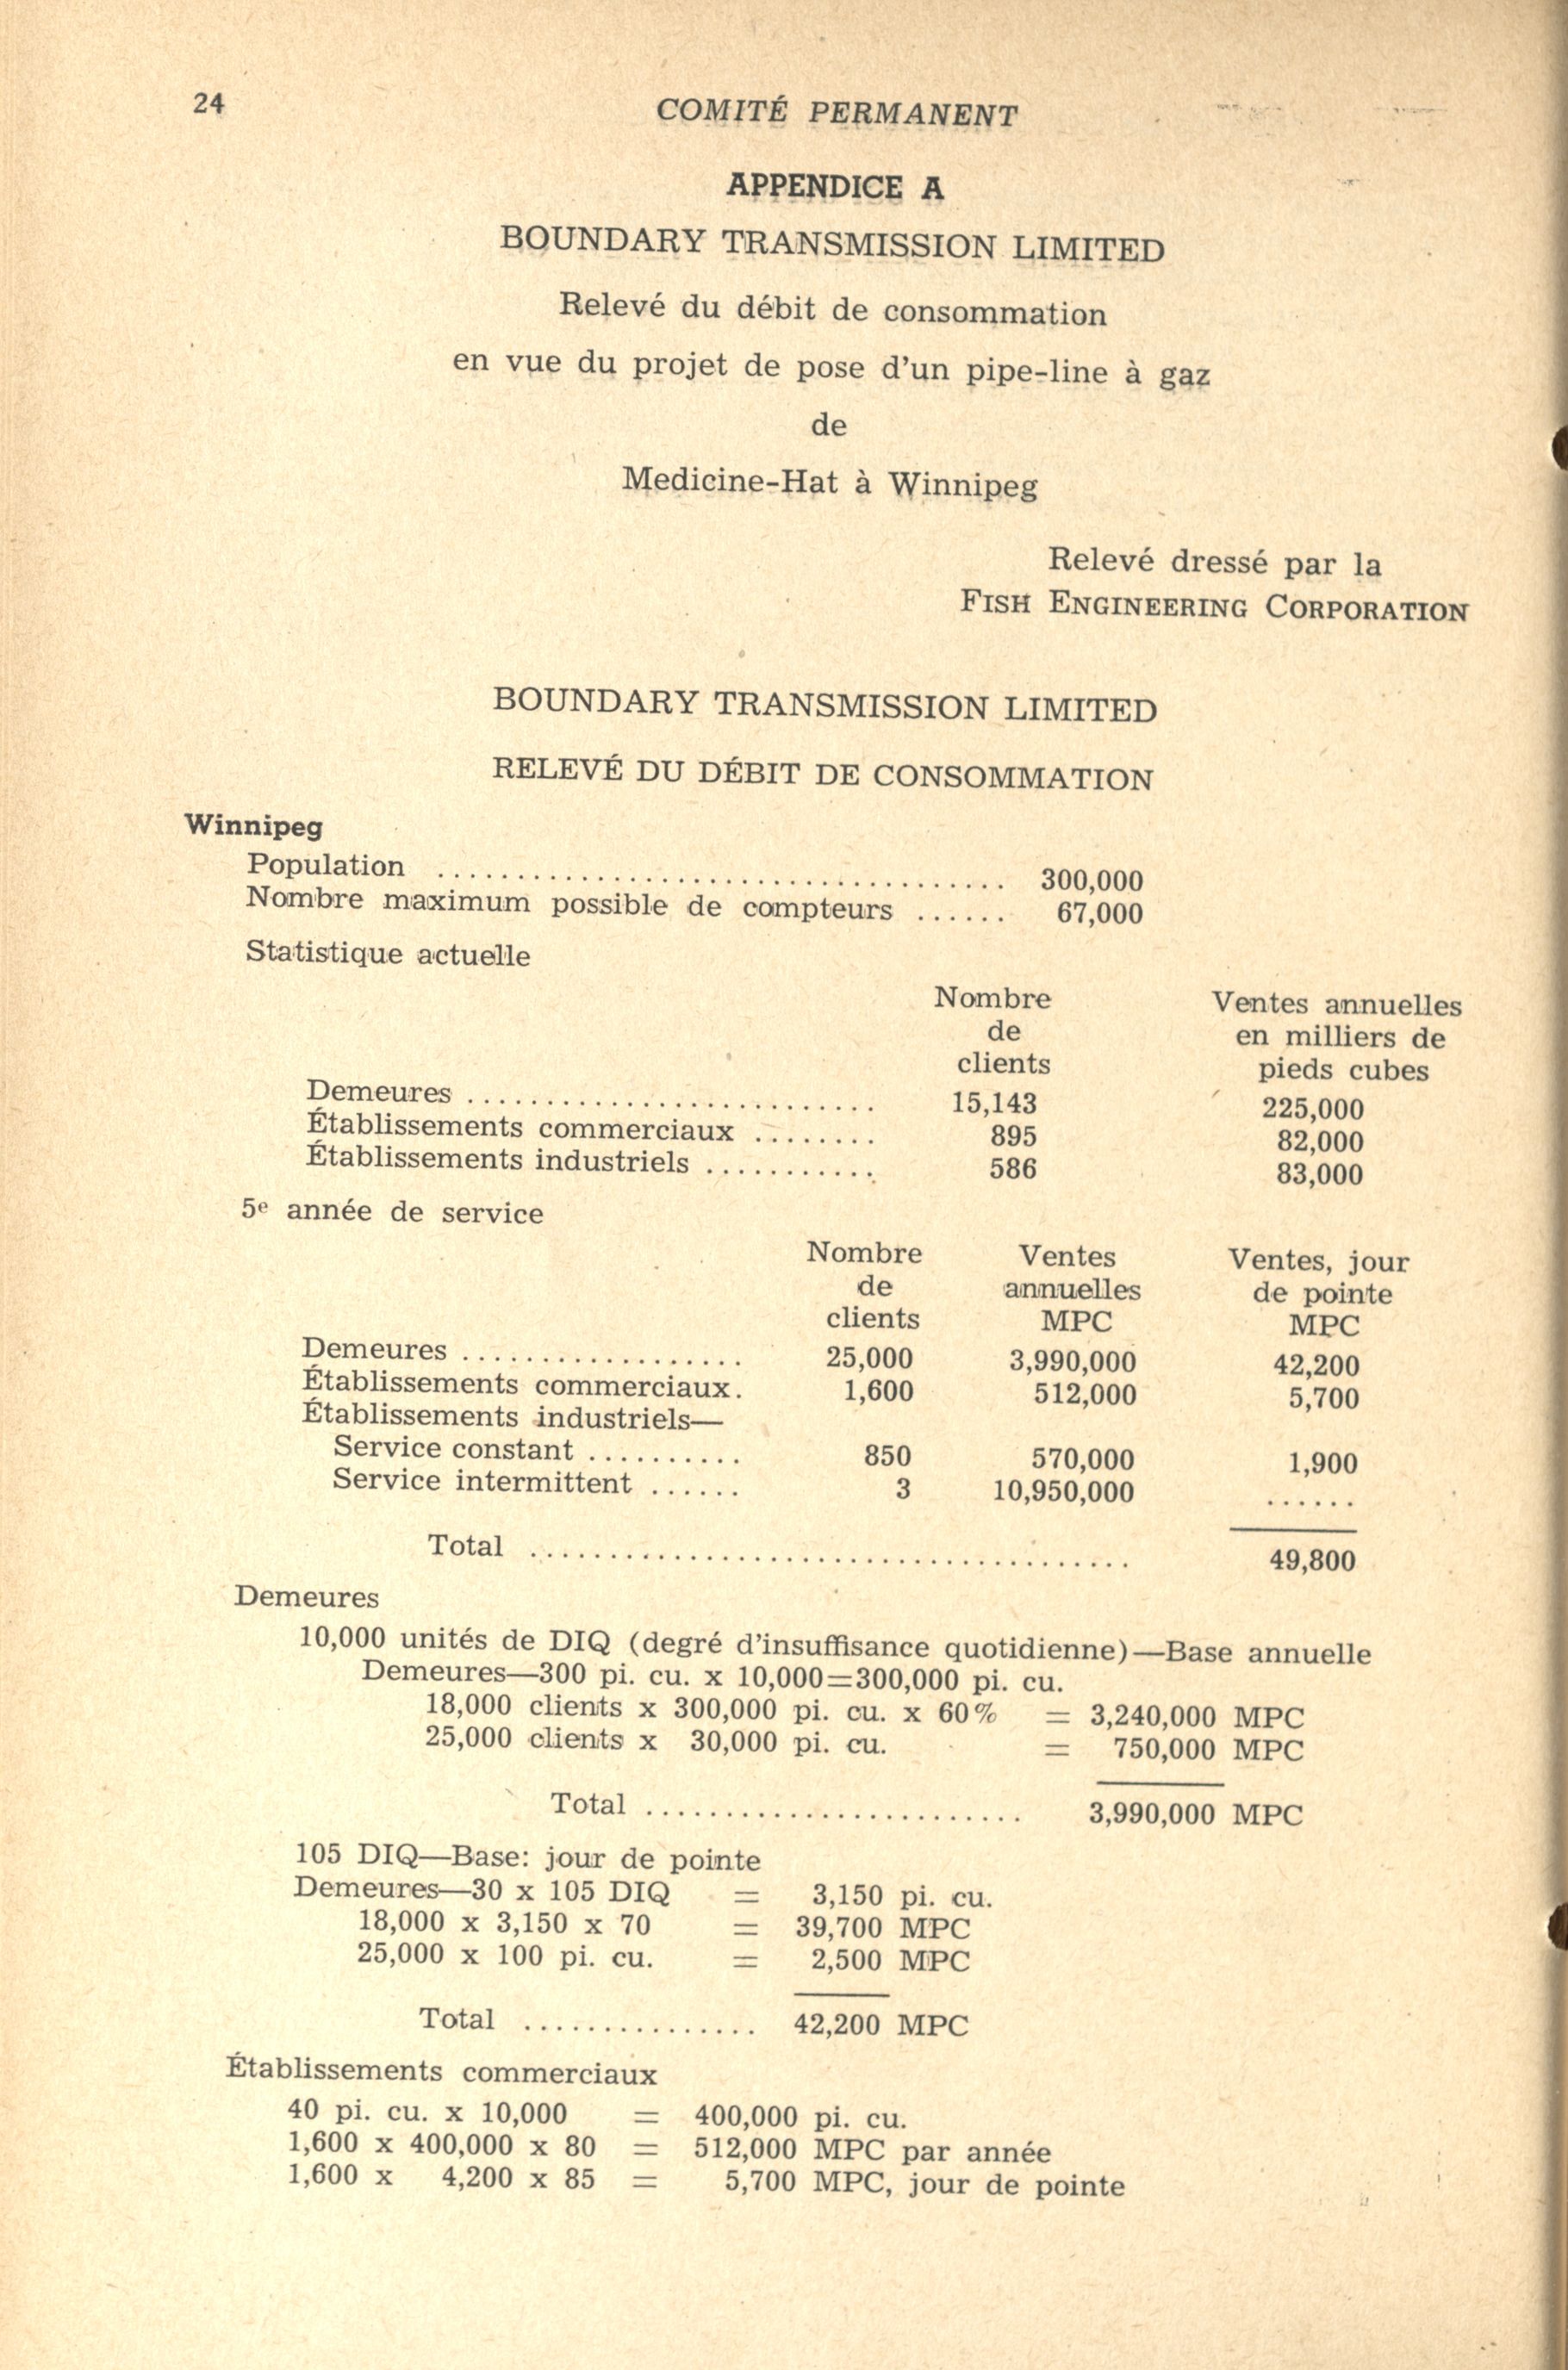 24
COMITÉ PERMANENT
APPENDICE A
BOUNDARY TRANSMISSION LIMITED
Relevé du débit de consommation
en vue du projet de pose d'un pipe-line à gaz
de
Medicine-Hat à Winnipeg
Relevé dressé par la
FISH ENGINEERING CORPORATION
BOUNDARY TRANSMISSION LIMITED
RELEVÉ DU DÉBIT DE CONSOMMATION
Winnipeg
Population .................................... 300,000
Nombre maximum possible de compteurs ...... 67,000
Statistique actuelle
Nombre Ventes annuelles
de en milliers de
clients pieds cubes
Demeures .......................... 15,143 225,000
Établissements commerciaux ........ 895 82,000
Établissements industriels ........... 586 83,000
5e année de service
Nombre Ventes Ventes, jour
de annuelles de pointe
clients MPC MPC
Demeures .................. 25,000 3,990,000 42,200
Établissements commerciaux. 1,600 512,000 5,700
Établissements industriels—
Service constant .......... 850 570,000 1,900
Service intermittent ...... 3 10,950,000 ......
Total ...................................... 49,800
Demeures
10,000 unités de DIQ (degré d'insuffisance quotidienne)—Base annuelle
Demeures—300 pi. cu. x 10,000=300,000 pi. cu.
18,000 clients x 300,000 pi. cu. x 60% = 3,240,000 MPC
25,000 clients x 30,000 pi. cu. = 750,000 MPC
Total ........................ 3,990,000 MPC
105 DIQ—Base: jour de pointe
Demeures—30 x 105 DIQ = 3,150 pi. cu.
18,000 x 3,150 x 70 = 39,700 MPC
25,000 x 100 pi. cu. = 2,500 MPC
Total ............... 42,200 MPC
Établissements commerciaux
40 pi. cu. x 10,000 = 400,000 pi. cu.
1,600 x 400,000 x 80 = 512,000 MPC par année
1,600 x 4,200 x 85 = 5,700 MPC, jour de pointe